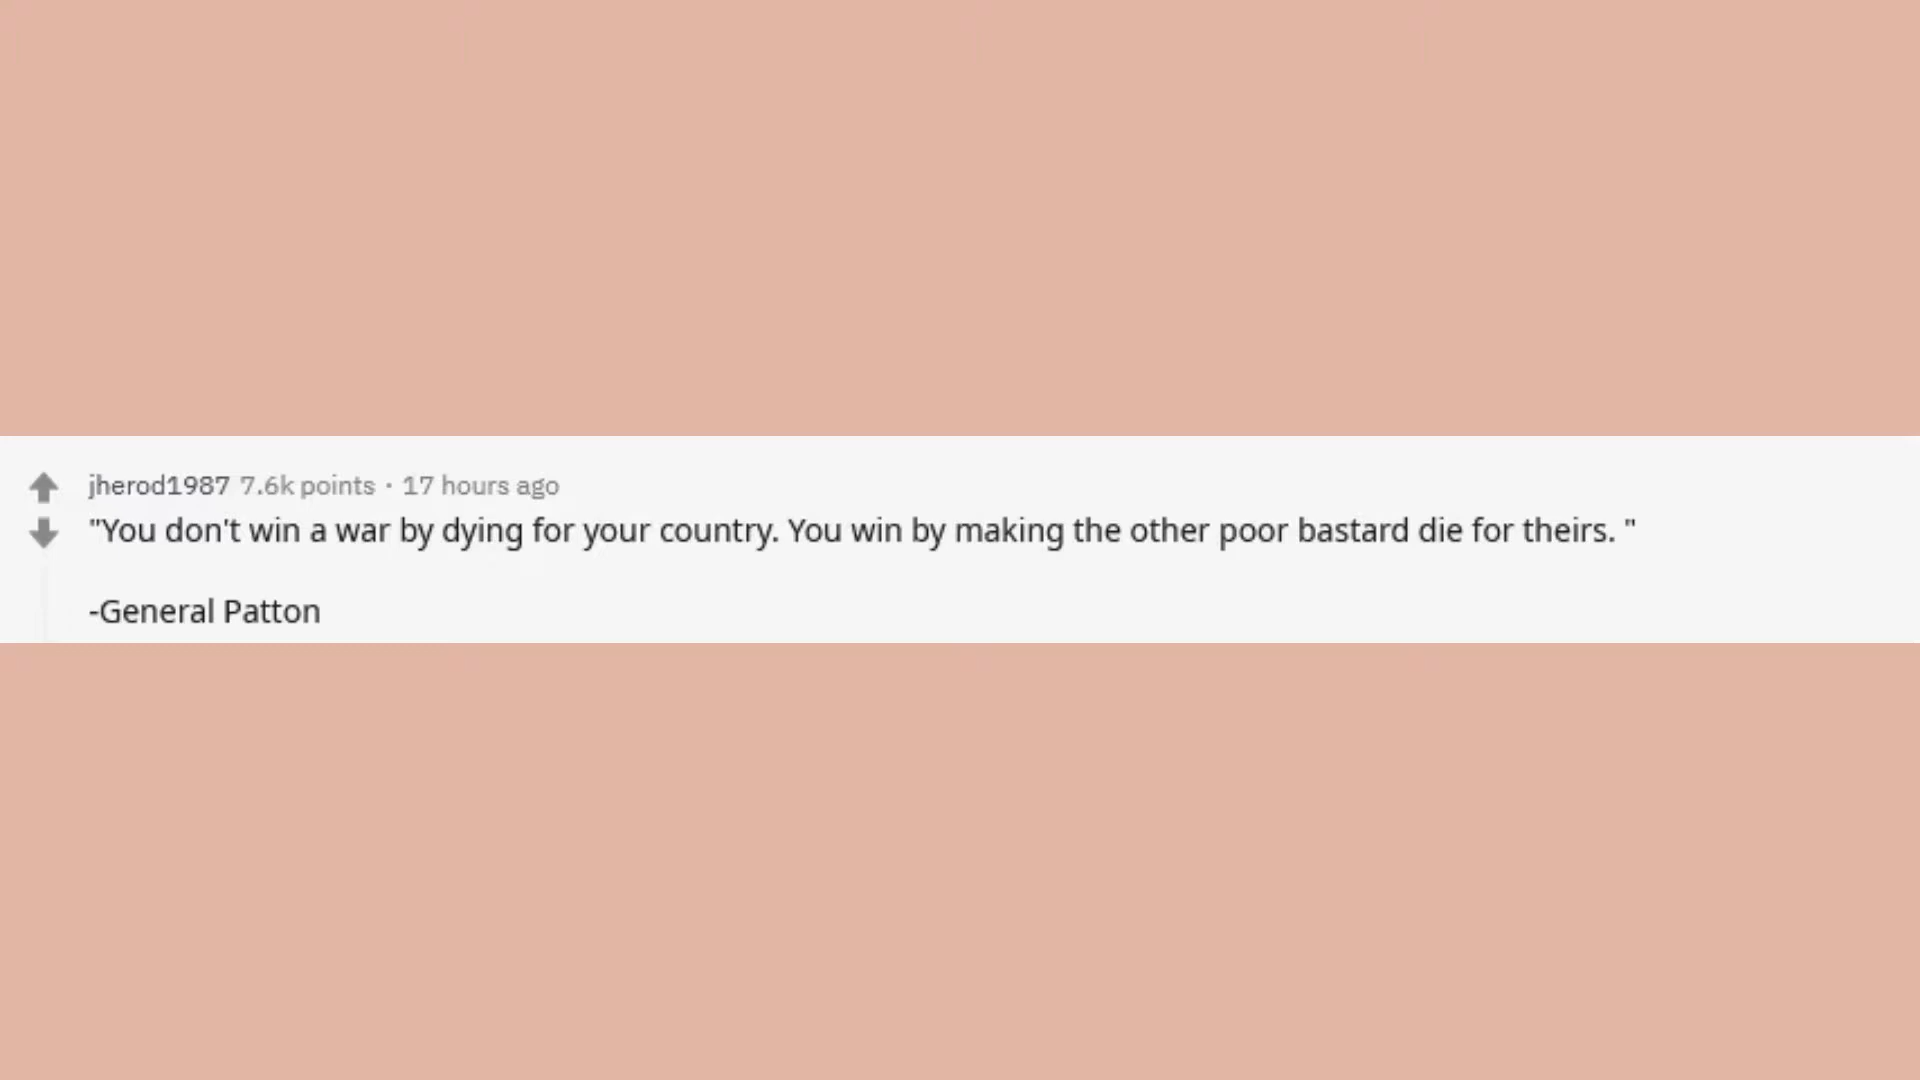 jherod1987 7.6k points · 17 hours ago
"You don't win a war by dying for your country. You win by making the other poor bastard die for theirs. "
-General Patton